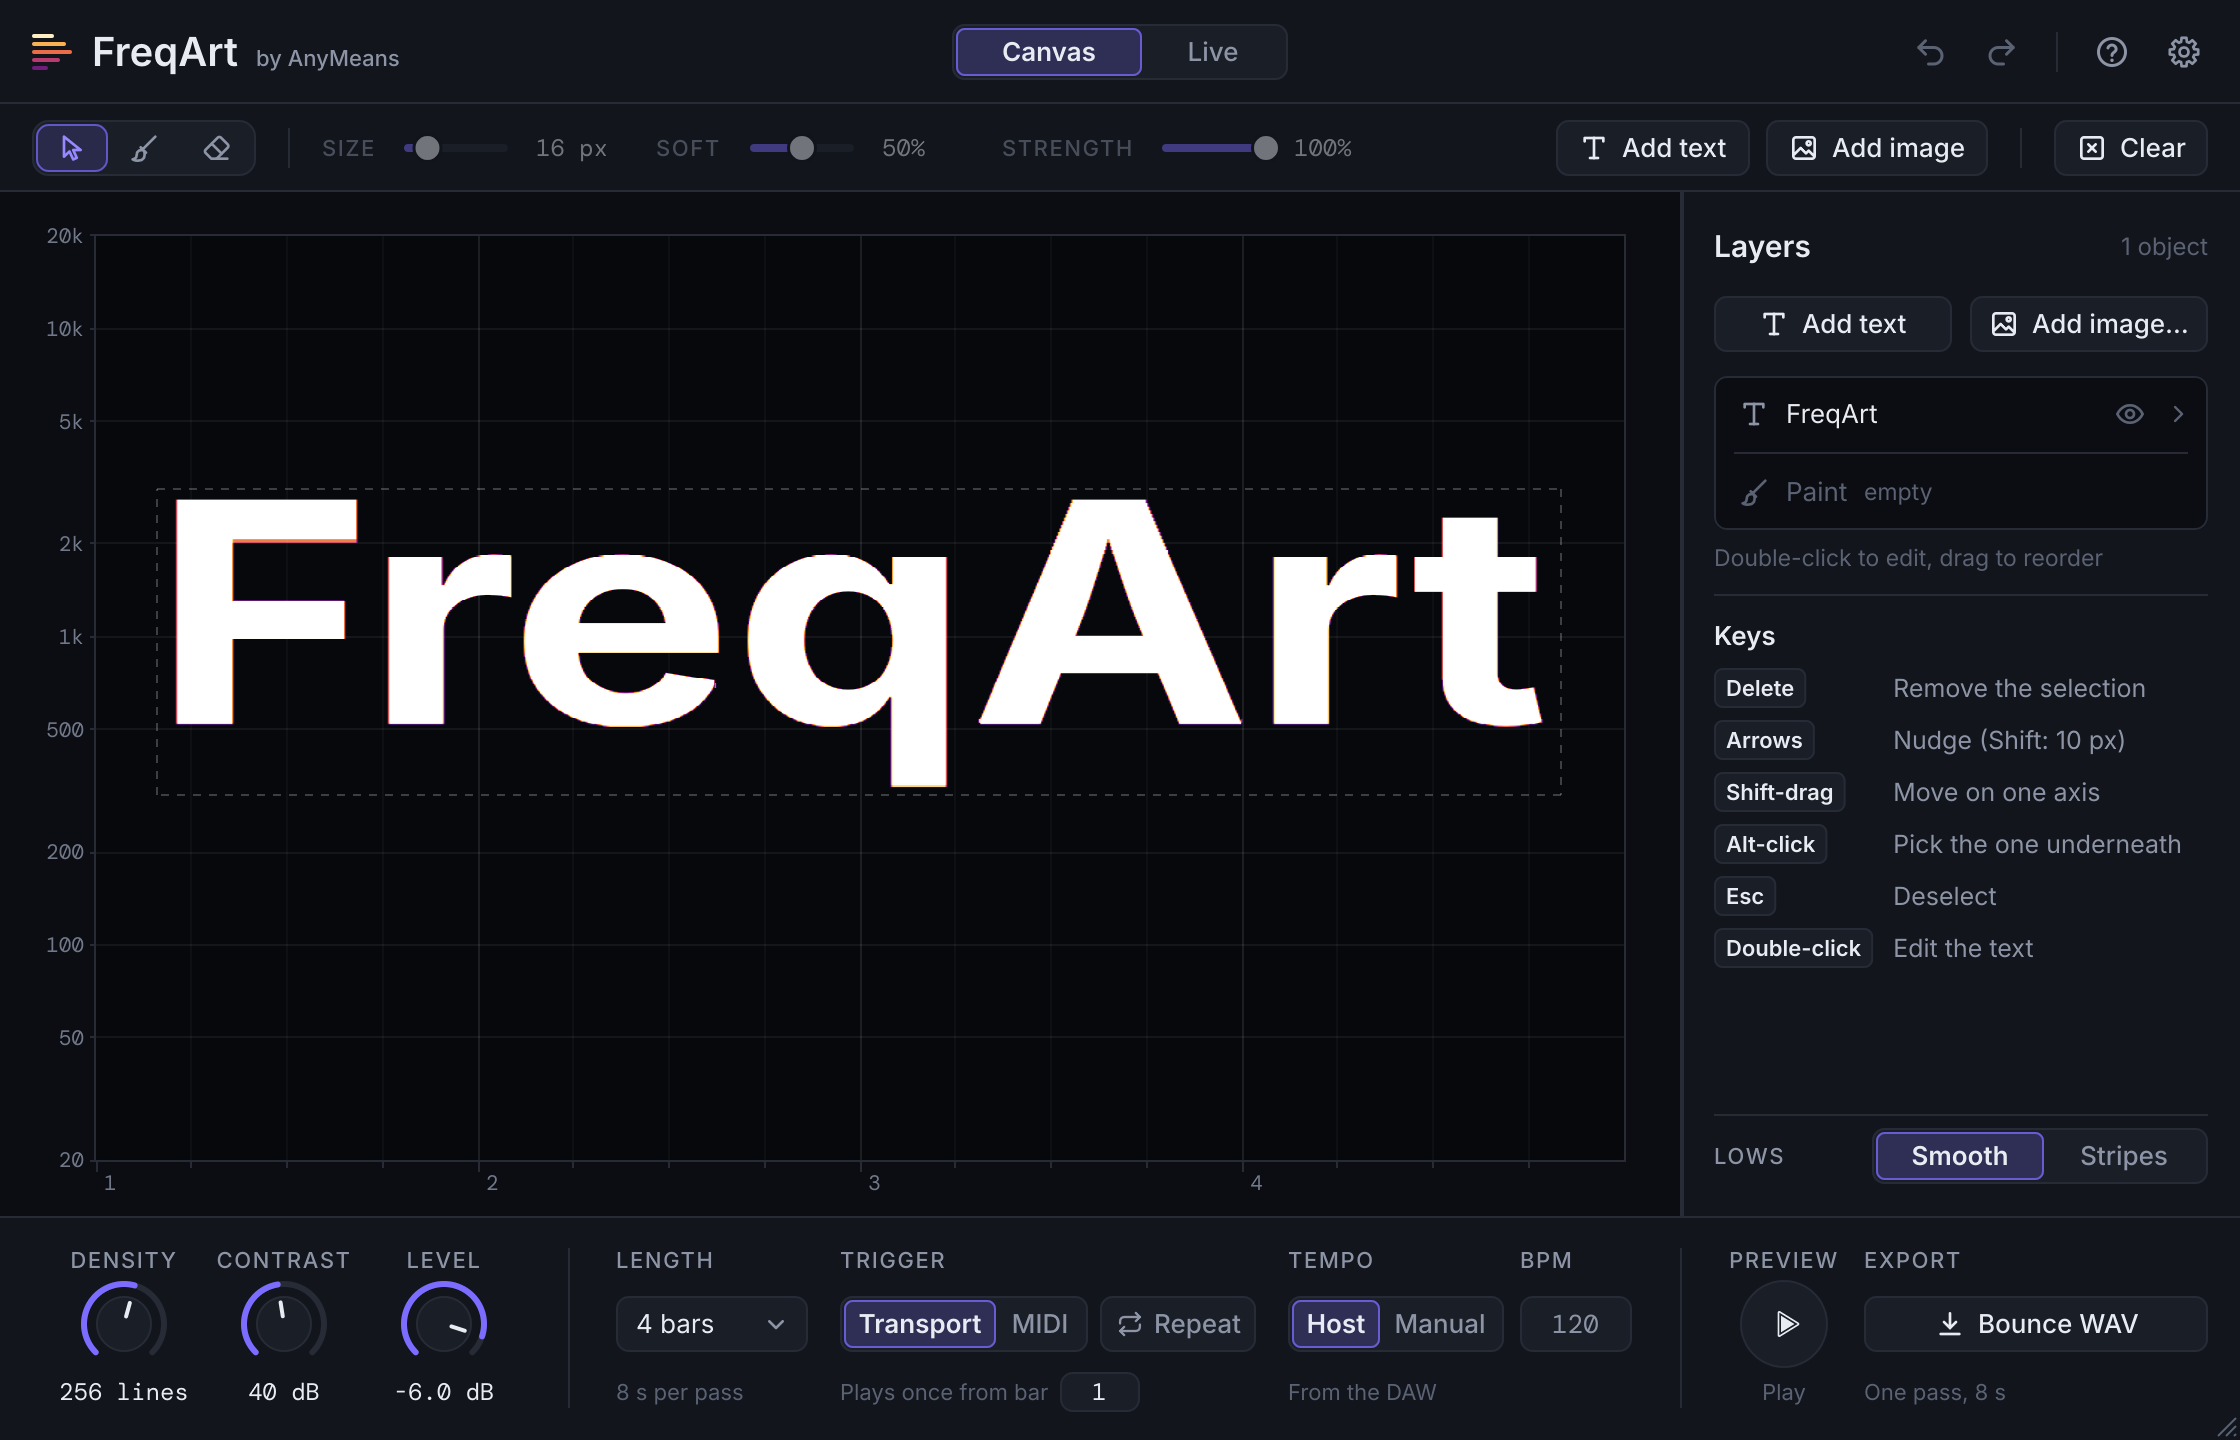 FreqArt by AnyMeans
Canvas Live
SIZE 16 px SOFT 50% STRENGTH 100%
Add text Add image Clear
20k
10k
5k
2k
1k
500
200
100
50
20
1 2 3 4
FreqArt
Layers 1 object
Add text Add image...
FreqArt
Paint empty
Double-click to edit, drag to reorder
Keys
Delete Remove the selection
Arrows Nudge (Shift: 10 px)
Shift-drag Move on one axis
Alt-click Pick the one underneath
Esc Deselect
Double-click Edit the text
LOWS Smooth Stripes
DENSITY CONTRAST LEVEL LENGTH TRIGGER TEMPO BPM PREVIEW EXPORT
4 bars Transport MIDI Repeat Host Manual 120 Bounce WAV
256 lines 40 dB -6.0 dB 8 s per pass Plays once from bar 1 From the DAW Play One pass, 8 s